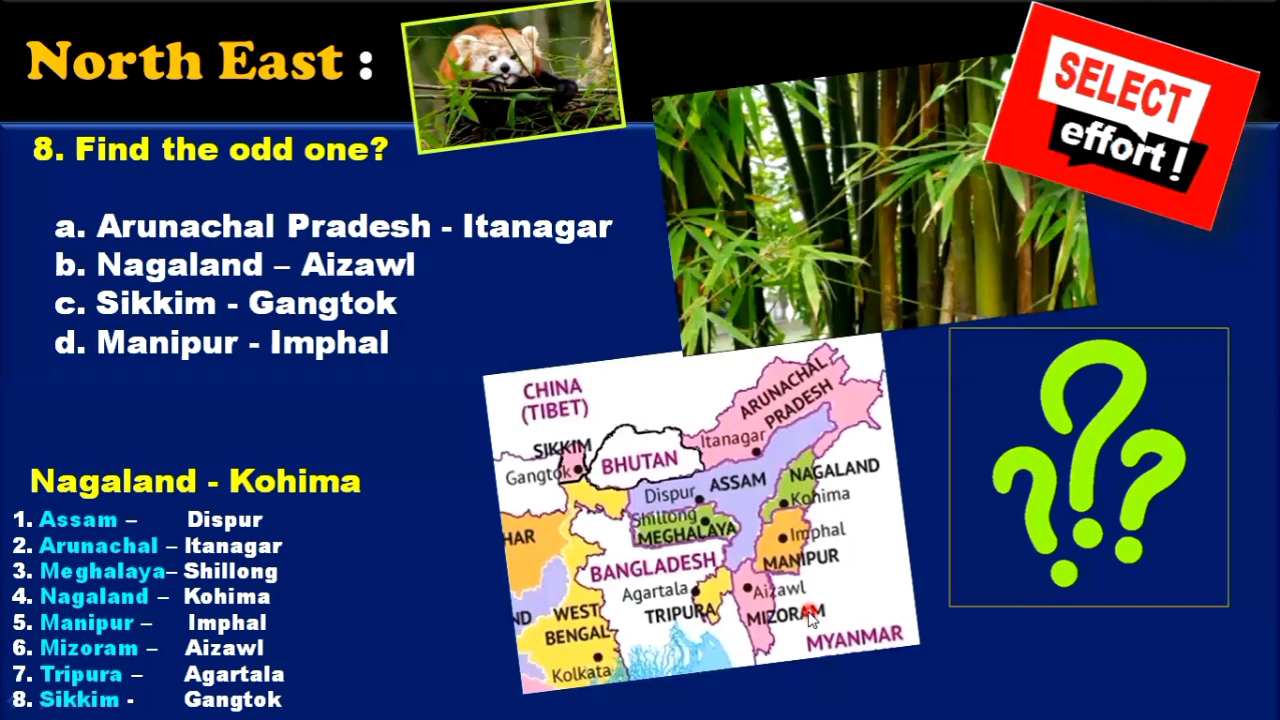 North East :
SELECT
effort !
8. Find the odd one?
a. Arunachal Pradesh - Itanagar
b. Nagaland – Aizawl
c. Sikkim - Gangtok
d. Manipur - Imphal
CHINA
(TIBET)
ARUNACHAL
PRADESH
Itanagar
SIKKIM
Gangtok
BHUTAN
NAGALAND
ASSAM
Dispur
Kohima
Shillong
MEGHALAYA
HAR
Imphal
MANIPUR
BANGLADESH
Agartala
Aizawl
ND
WEST
BENGAL
TRIPURA
MIZORAM
MYANMAR
Kolkata
Nagaland - Kohima
1. Assam – Dispur
2. Arunachal – Itanagar
3. Meghalaya– Shillong
4. Nagaland – Kohima
5. Manipur – Imphal
6. Mizoram – Aizawl
7. Tripura – Agartala
8. Sikkim - Gangtok